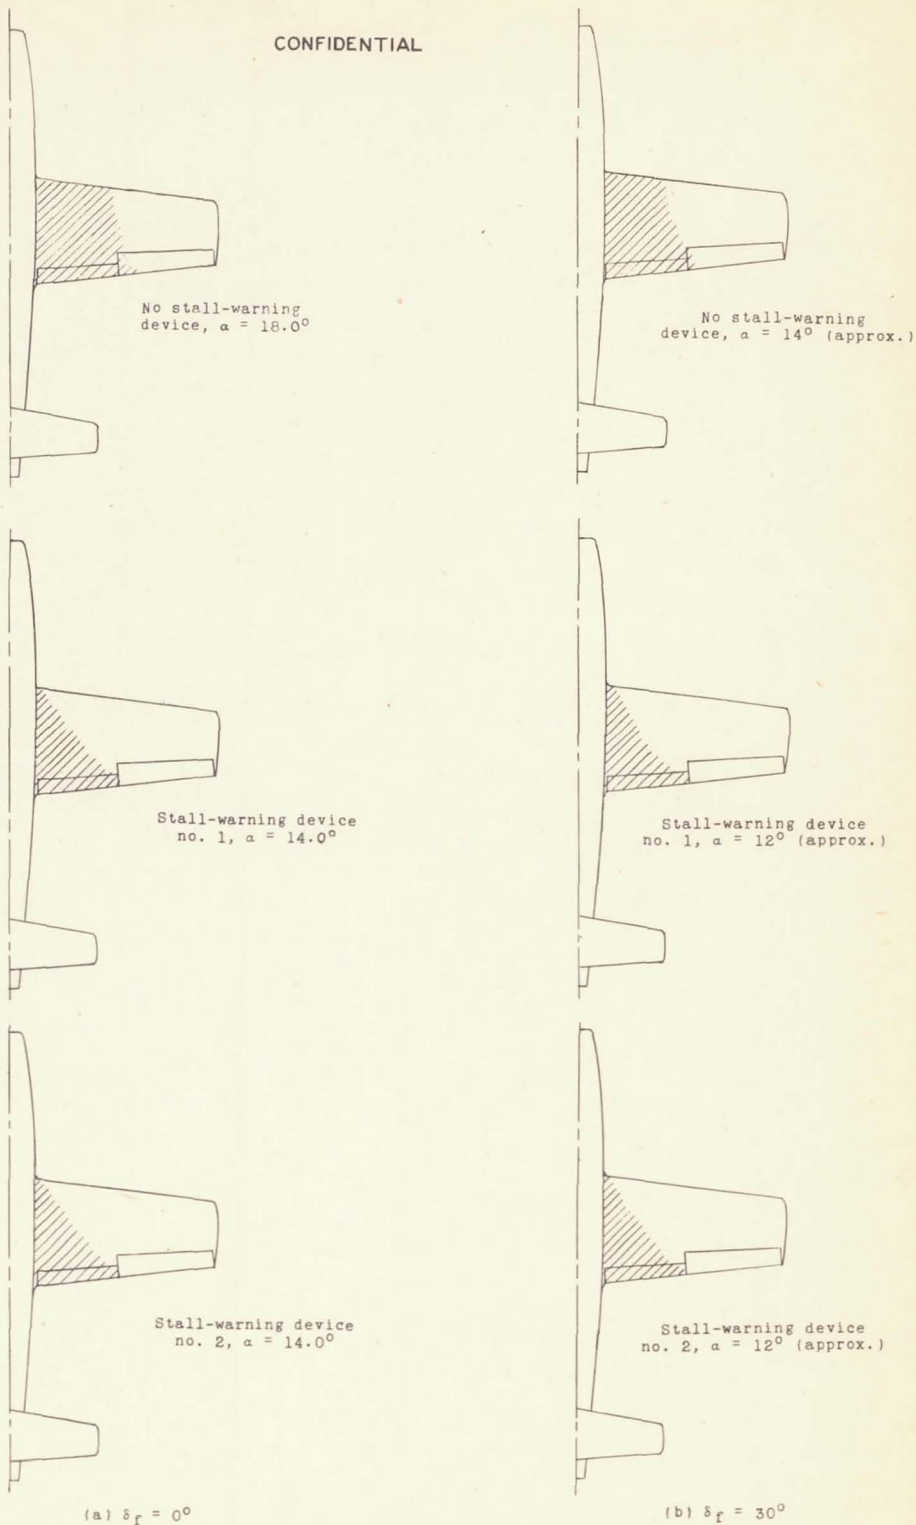 CONFIDENTIAL
No stall-warning
device, α = 18.0°
No stall-warning
device, α = 14° (approx.)
Stall-warning device
no. 1, α = 14.0°
Stall-warning device
no. 1, α = 12° (approx.)
Stall-warning device
no. 2, α = 14.0°
Stall-warning device
no. 2, α = 12° (approx.)
(a) δf = 0°
(b) δf = 30°